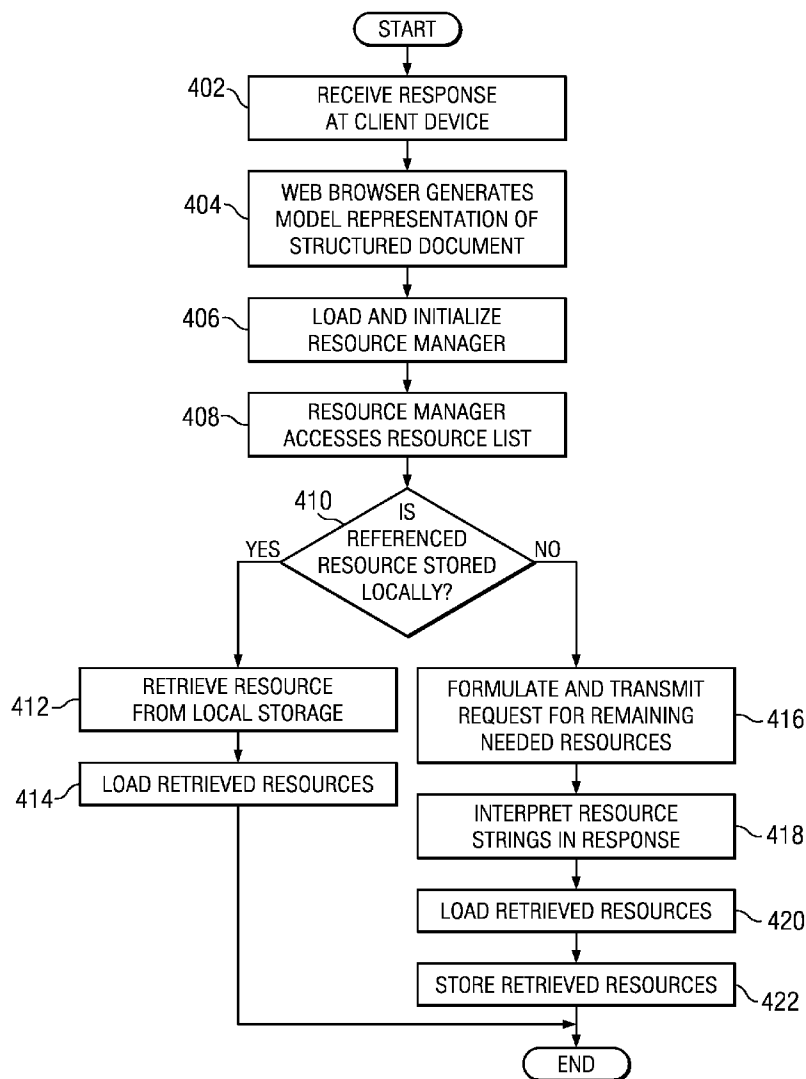 START
402
RECEIVE RESPONSE
AT CLIENT DEVICE
404
WEB BROWSER GENERATES
MODEL REPRESENTATION OF
STRUCTURED DOCUMENT
406
LOAD AND INITIALIZE
RESOURCE MANAGER
408
RESOURCE MANAGER
ACCESSES RESOURCE LIST
410
IS
REFERENCED
RESOURCE STORED
LOCALLY?
YES
NO
412
RETRIEVE RESOURCE
FROM LOCAL STORAGE
414
LOAD RETRIEVED RESOURCES
FORMULATE AND TRANSMIT
REQUEST FOR REMAINING
NEEDED RESOURCES
416
INTERPRET RESOURCE
STRINGS IN RESPONSE
418
LOAD RETRIEVED RESOURCES
420
STORE RETRIEVED RESOURCES
422
END